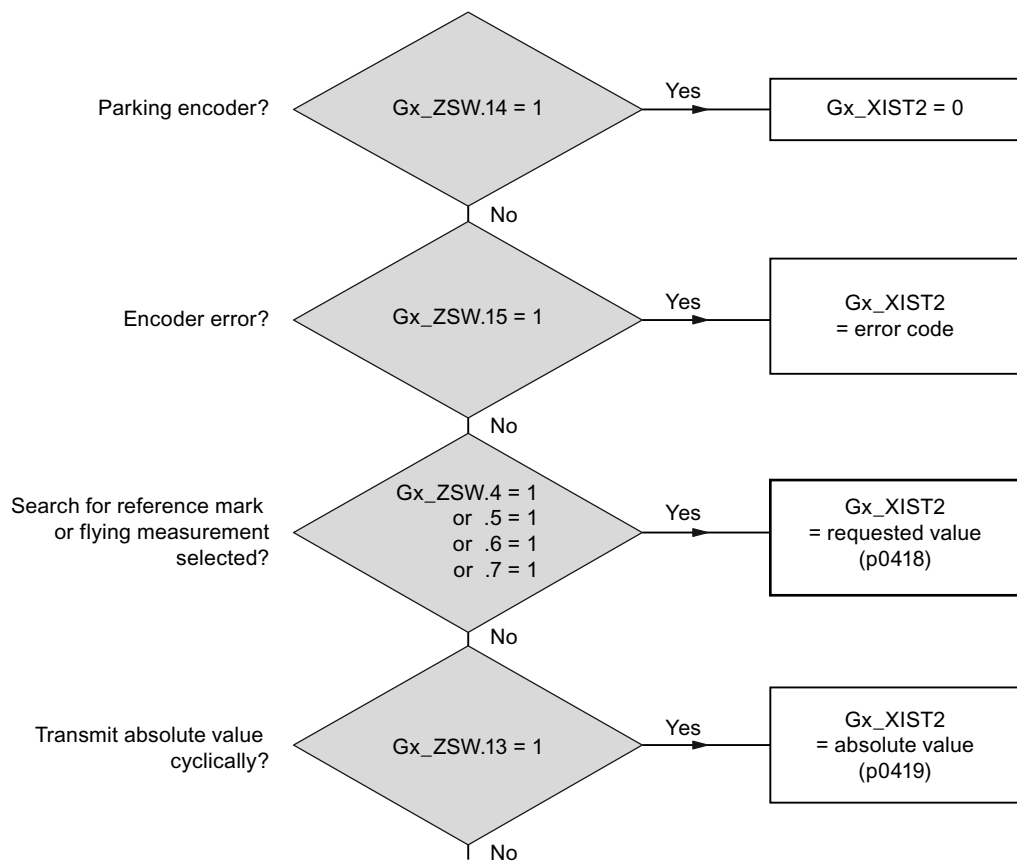 Parking encoder?
Gx_ZSW.14 = 1
Yes
Gx_XIST2 = 0
No
Encoder error?
Gx_ZSW.15 = 1
Yes
Gx_XIST2
= error code
No
Search for reference mark
or flying measurement
selected?
Gx_ZSW.4 = 1
or .5 = 1
or .6 = 1
or .7 = 1
Yes
Gx_XIST2
= requested value
(p0418)
No
Transmit absolute value
cyclically?
Gx_ZSW.13 = 1
Yes
Gx_XIST2
= absolute value
(p0419)
No